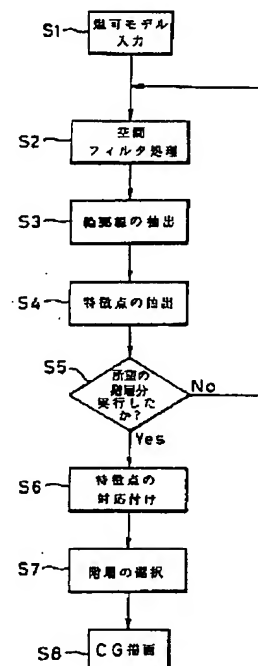 S1
幾可モデル
入力
S2
空間
フィルタ処理
S3
輪郭線の抽出
S4
特徴点の抽出
S5
所望の
階層分
実行した
か?
No
Yes
S6
特徴点の
対応付け
S7
階層の選択
S8
CG描画